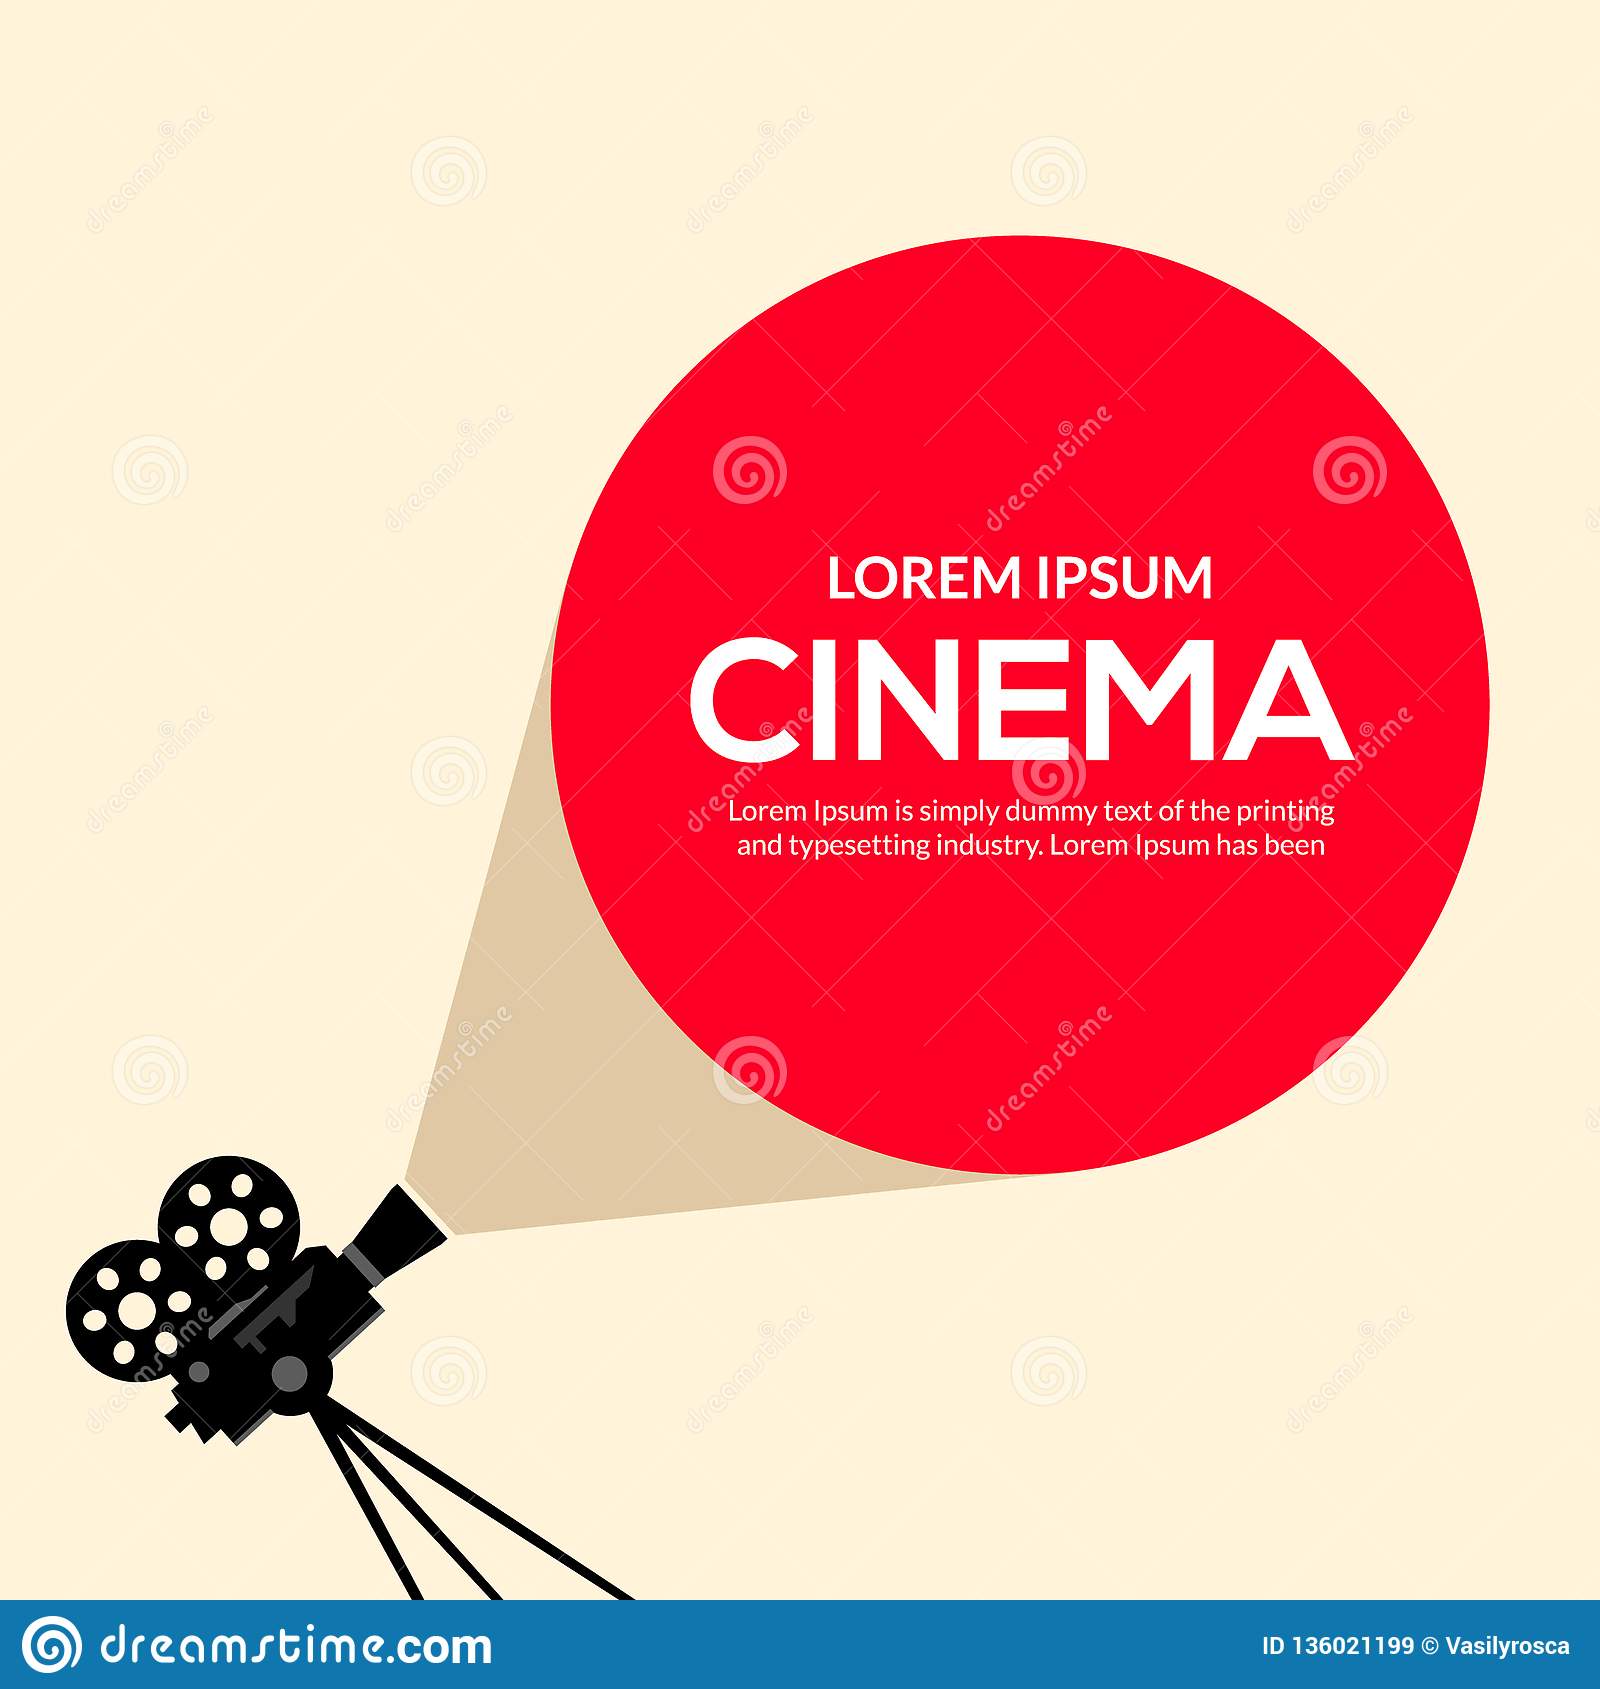 LOREM IPSUM
CINEMA
Lorem Ipsum is simply dummy text of the printing
and typesetting industry. Lorem Ipsum has been
dreamstime.com
ID 136021199 © Vasilyrosca